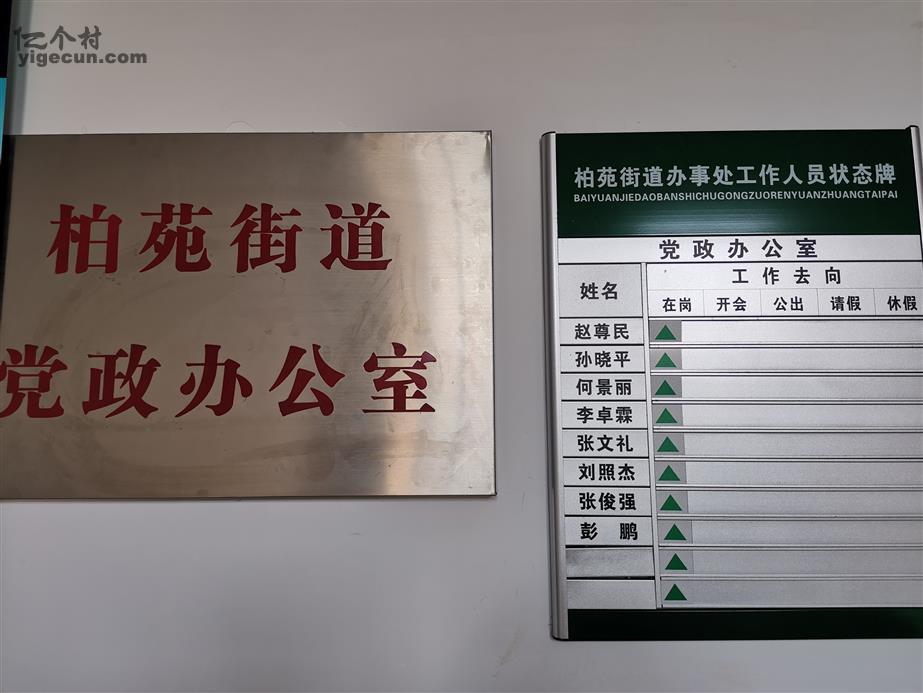 亿个村
yigecun.com
柏苑街道
党政办公室
柏苑街道办事处工作人员状态牌
BAIYUANJIEDAOBANSHICHUGONGZUORENYUANZHUANGTAIPAI
党政办公室
姓名
工作去向
在岗 开会 公出 请假 休假
赵尊民
孙晓平
何景丽
李卓霖
张文礼
刘照杰
张俊强
彭鹏